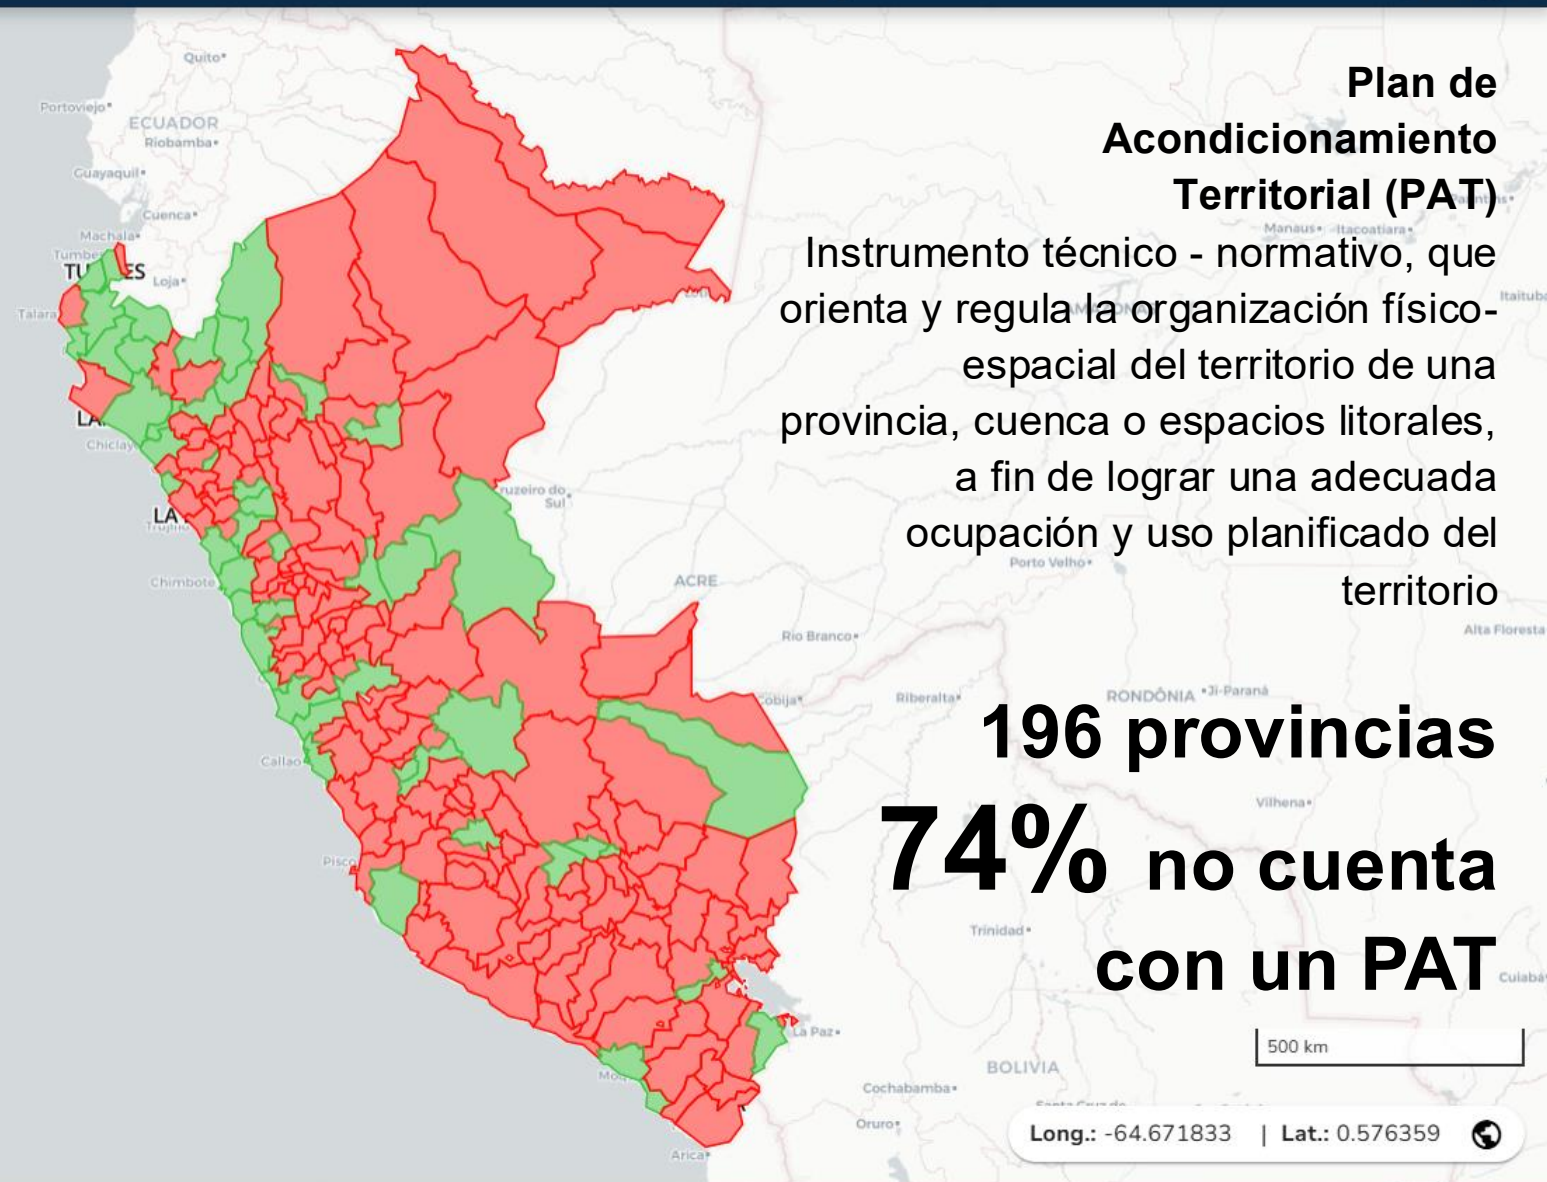 Plan de
Acondicionamiento
Territorial (PAT)
Instrumento técnico - normativo, que
orienta y regula la organización físico-
espacial del territorio de una
provincia, cuenca o espacios litorales,
a fin de lograr una adecuada
ocupación y uso planificado del
territorio
196 provincias
74% no cuenta
con un PAT
Quito
Portoviejo
ECUADOR
Riobamba
Guayaquil
Cuenca
Machala
Loja
Talara
Chimbote
Callao
Pisco
Manaus
Itacoatiara
ACRE
Porto Velho
Rio Branco
Alta Floresta
Cobija
Riberalta
RONDÔNIA
Ji-Paraná
Vilhena
Trinidad
Cuiabá
La Paz
BOLIVIA
Cochabamba
Oruro
Arica
500 km
Long.: -64.671833 | Lat.: 0.576359